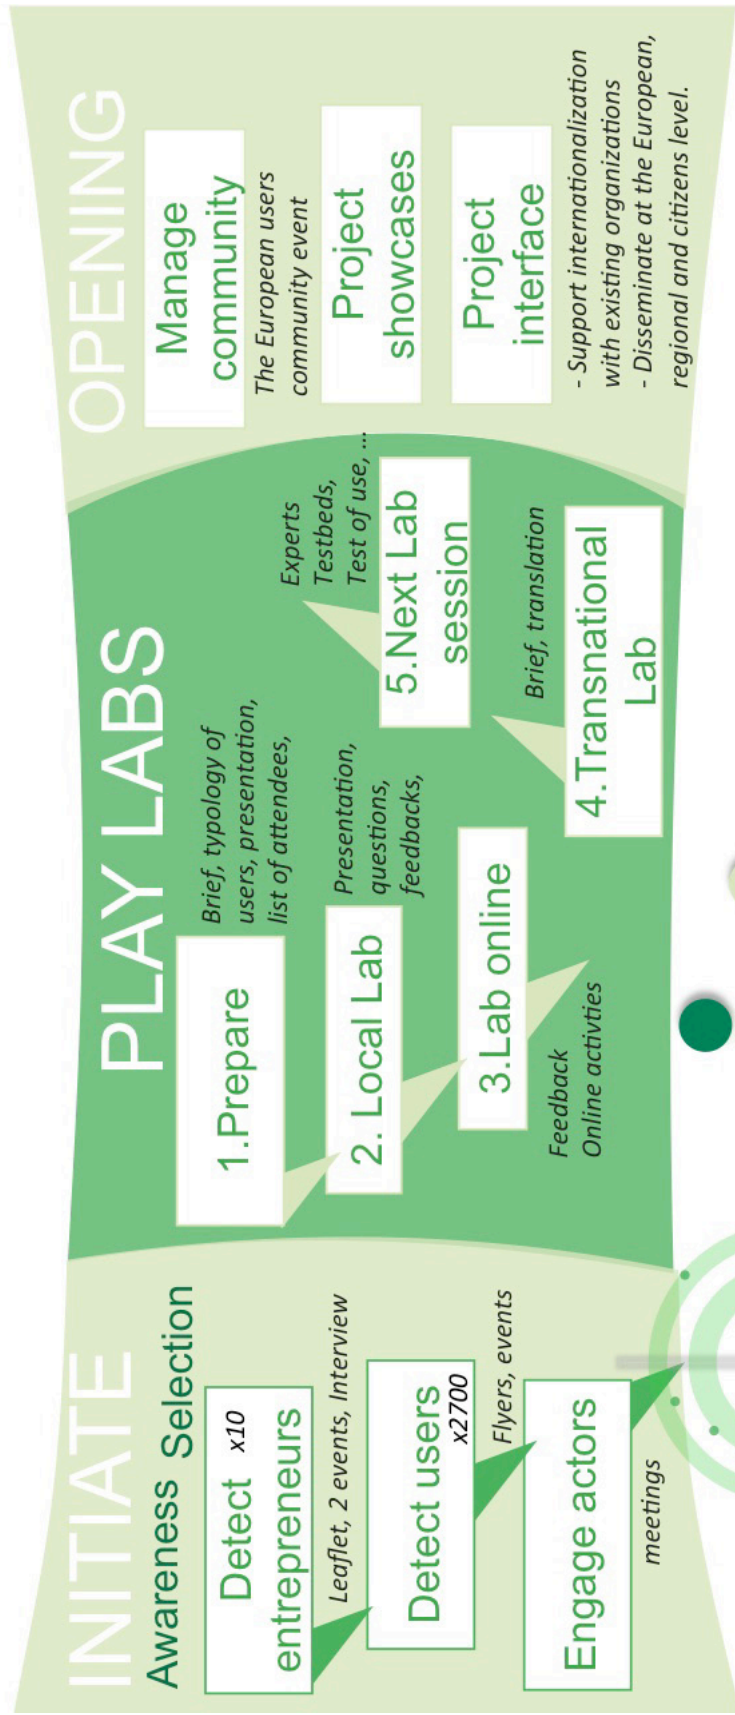 INITIATE
Awareness Selection
Detect x10
entrepreneurs
Leaflet, 2 events, Interview
Detect users
x2700
Flyers, events
Engage actors
meetings
PLAY LABS
1.Prepare
Brief, typology of
users, presentation,
list of attendees,
2. Local Lab
Presentation,
questions,
feedbacks,
3.Lab online
Feedback
Online activties
4.Transnational
Lab
Brief, translation
5.Next Lab
session
Experts
Testbeds,
Test of use, ...
OPENING
Manage
community
The European users
community event
Project
showcases
Project
interface
- Support internationalization
with existing organizations
- Disseminate at the European,
regional and citizens level.